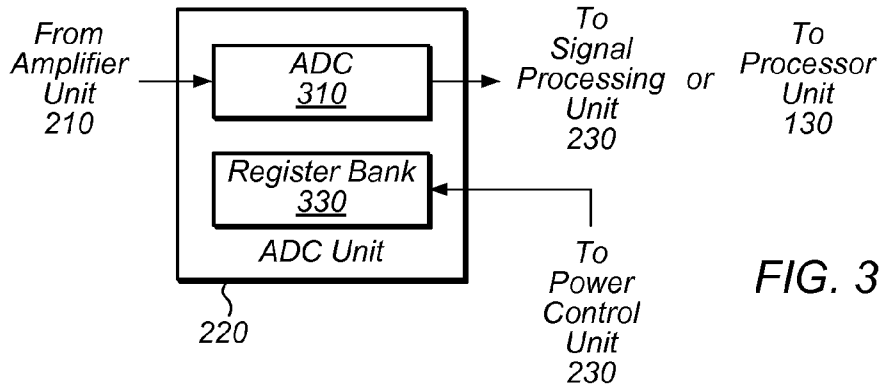 From
Amplifier
Unit
210
ADC
310
Register Bank
330
ADC Unit
220
To
Signal
Processing or
Unit
230
To
Processor
Unit
130
To
Power
Control
Unit
230
FIG. 3